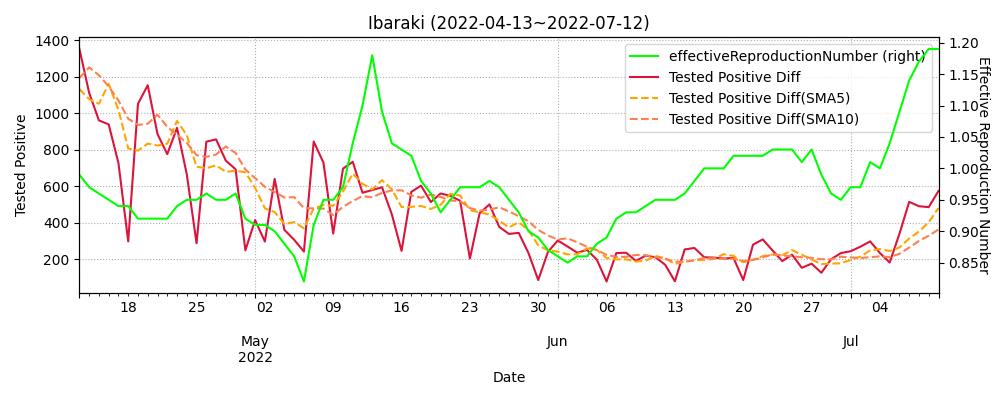 Ibaraki (2022-04-13~2022-07-12)
effectiveReproductionNumber (right)
Tested Positive Diff
Tested Positive Diff(SMA5)
Tested Positive Diff(SMA10)
Tested Positive
1400
1200
1000
800
600
400
200
Effective Reproduction Number
1.20
1.15
1.10
1.05
1.00
0.95
0.90
0.85
18 25 02 09 16 23 30 06 13 20 27 04
May Jun Jul
2022
Date